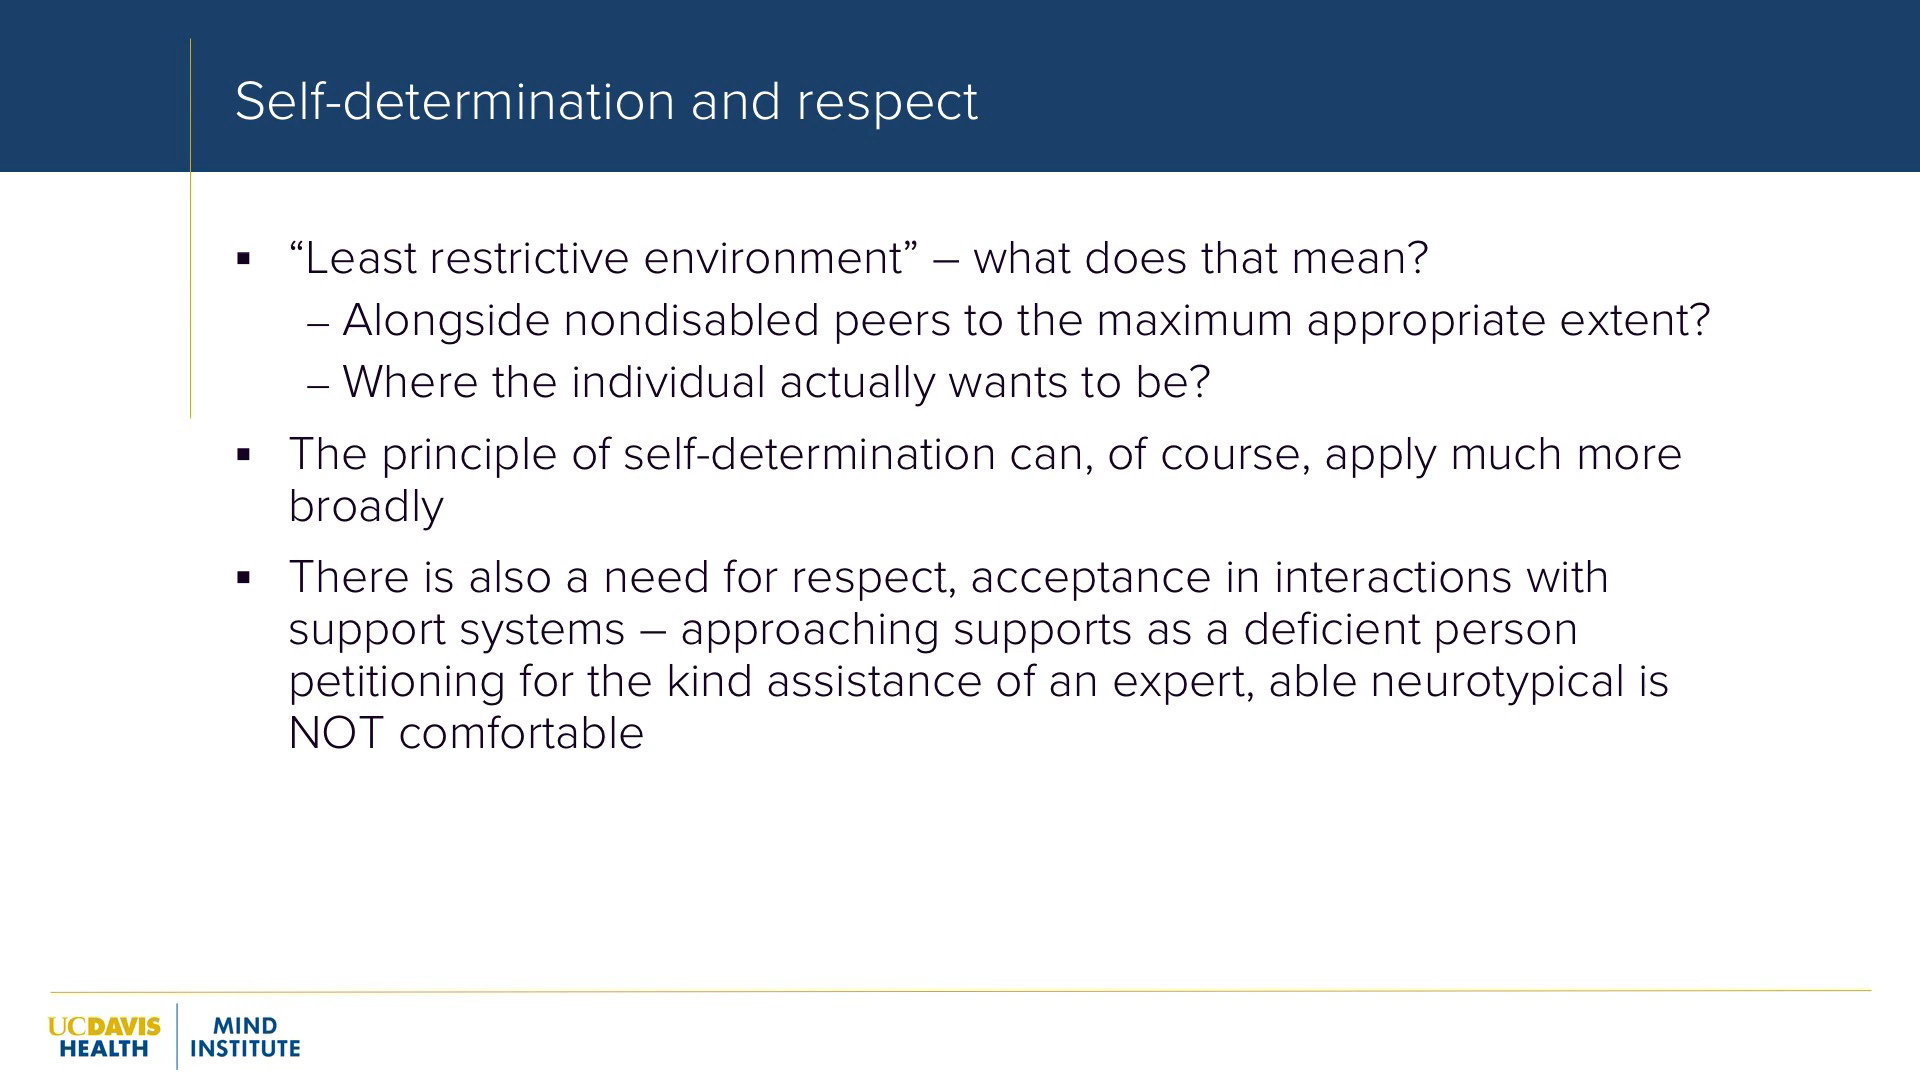 Self-determination and respect
▪ “Least restrictive environment” – what does that mean?
– Alongside nondisabled peers to the maximum appropriate extent?
– Where the individual actually wants to be?
▪ The principle of self-determination can, of course, apply much more
broadly
▪ There is also a need for respect, acceptance in interactions with
support systems – approaching supports as a deficient person
petitioning for the kind assistance of an expert, able neurotypical is
NOT comfortable
UCDAVIS
HEALTH
MIND
INSTITUTE